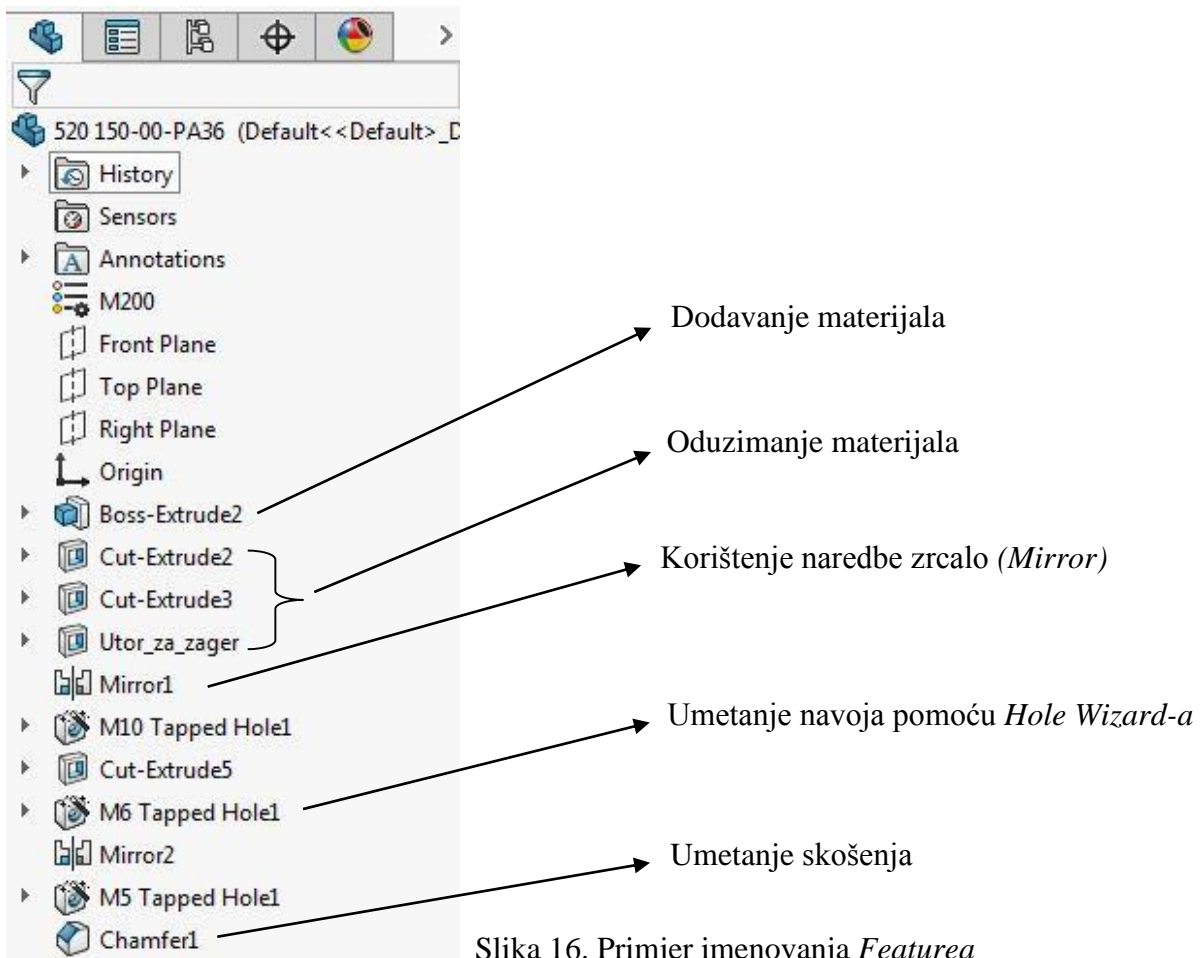 520 150-00-PA36 (Default<<Default>_D
History
Sensors
Annotations
M200
Front Plane
Top Plane
Right Plane
Origin
Boss-Extrude2
Cut-Extrude2
Cut-Extrude3
Utor_za_zager
Mirror1
M10 Tapped Hole1
Cut-Extrude5
M6 Tapped Hole1
Mirror2
M5 Tapped Hole1
Chamfer1
Dodavanje materijala
Oduzimanje materijala
Korištenje naredbe zrcalo (Mirror)
Umetanje navoja pomoću Hole Wizard-a
Umetanje skošenja
Slika 16. Primjer imenovanja Featurea